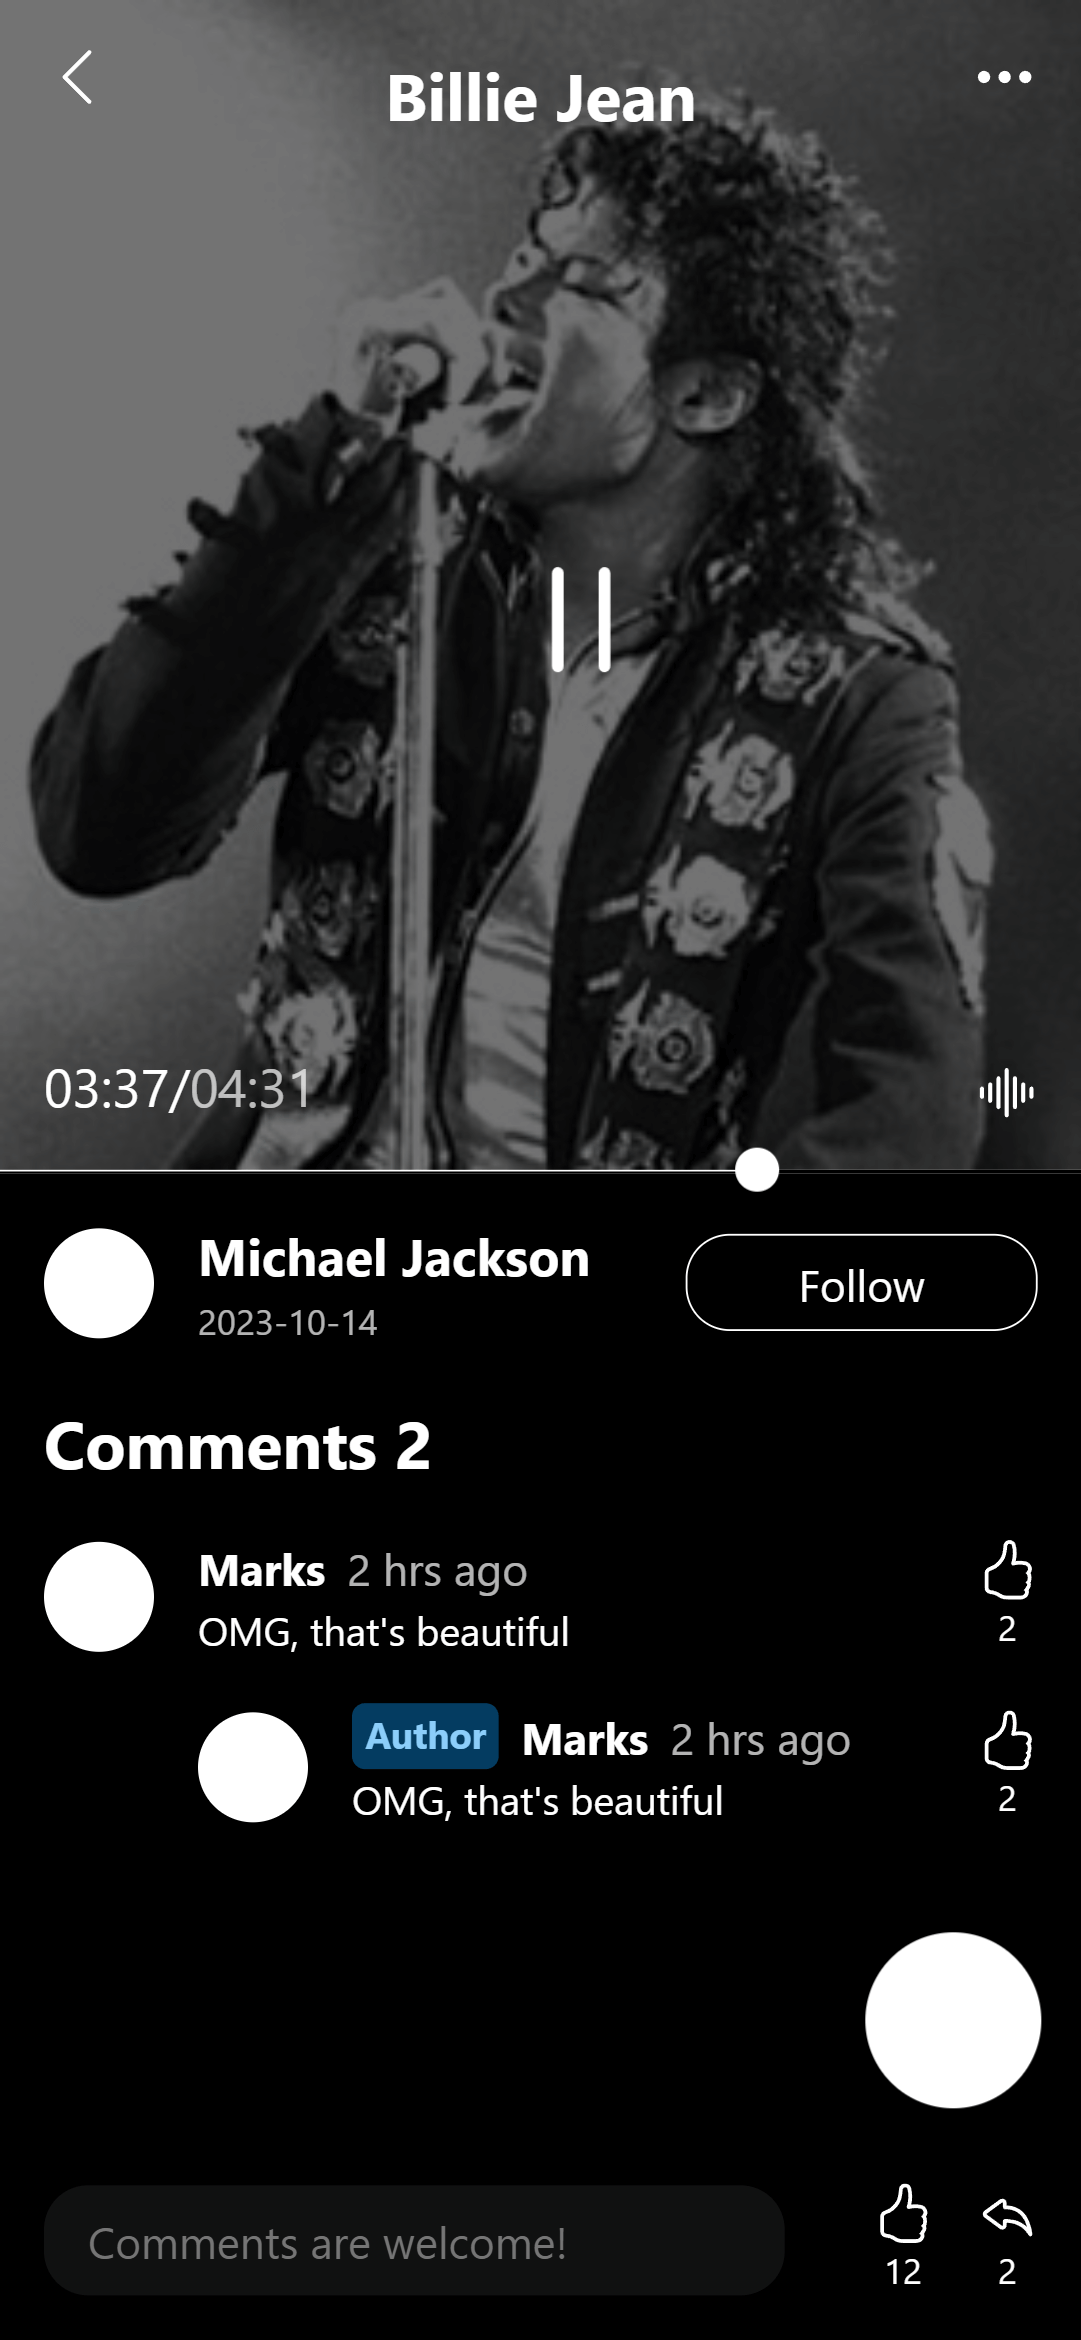 Billie Jean
03:37/04:31
Michael Jackson
2023-10-14
Follow
Comments 2
Marks 2 hrs ago
OMG, that's beautiful
2
Author Marks 2 hrs ago
OMG, that's beautiful
2
Comments are welcome!
12
2